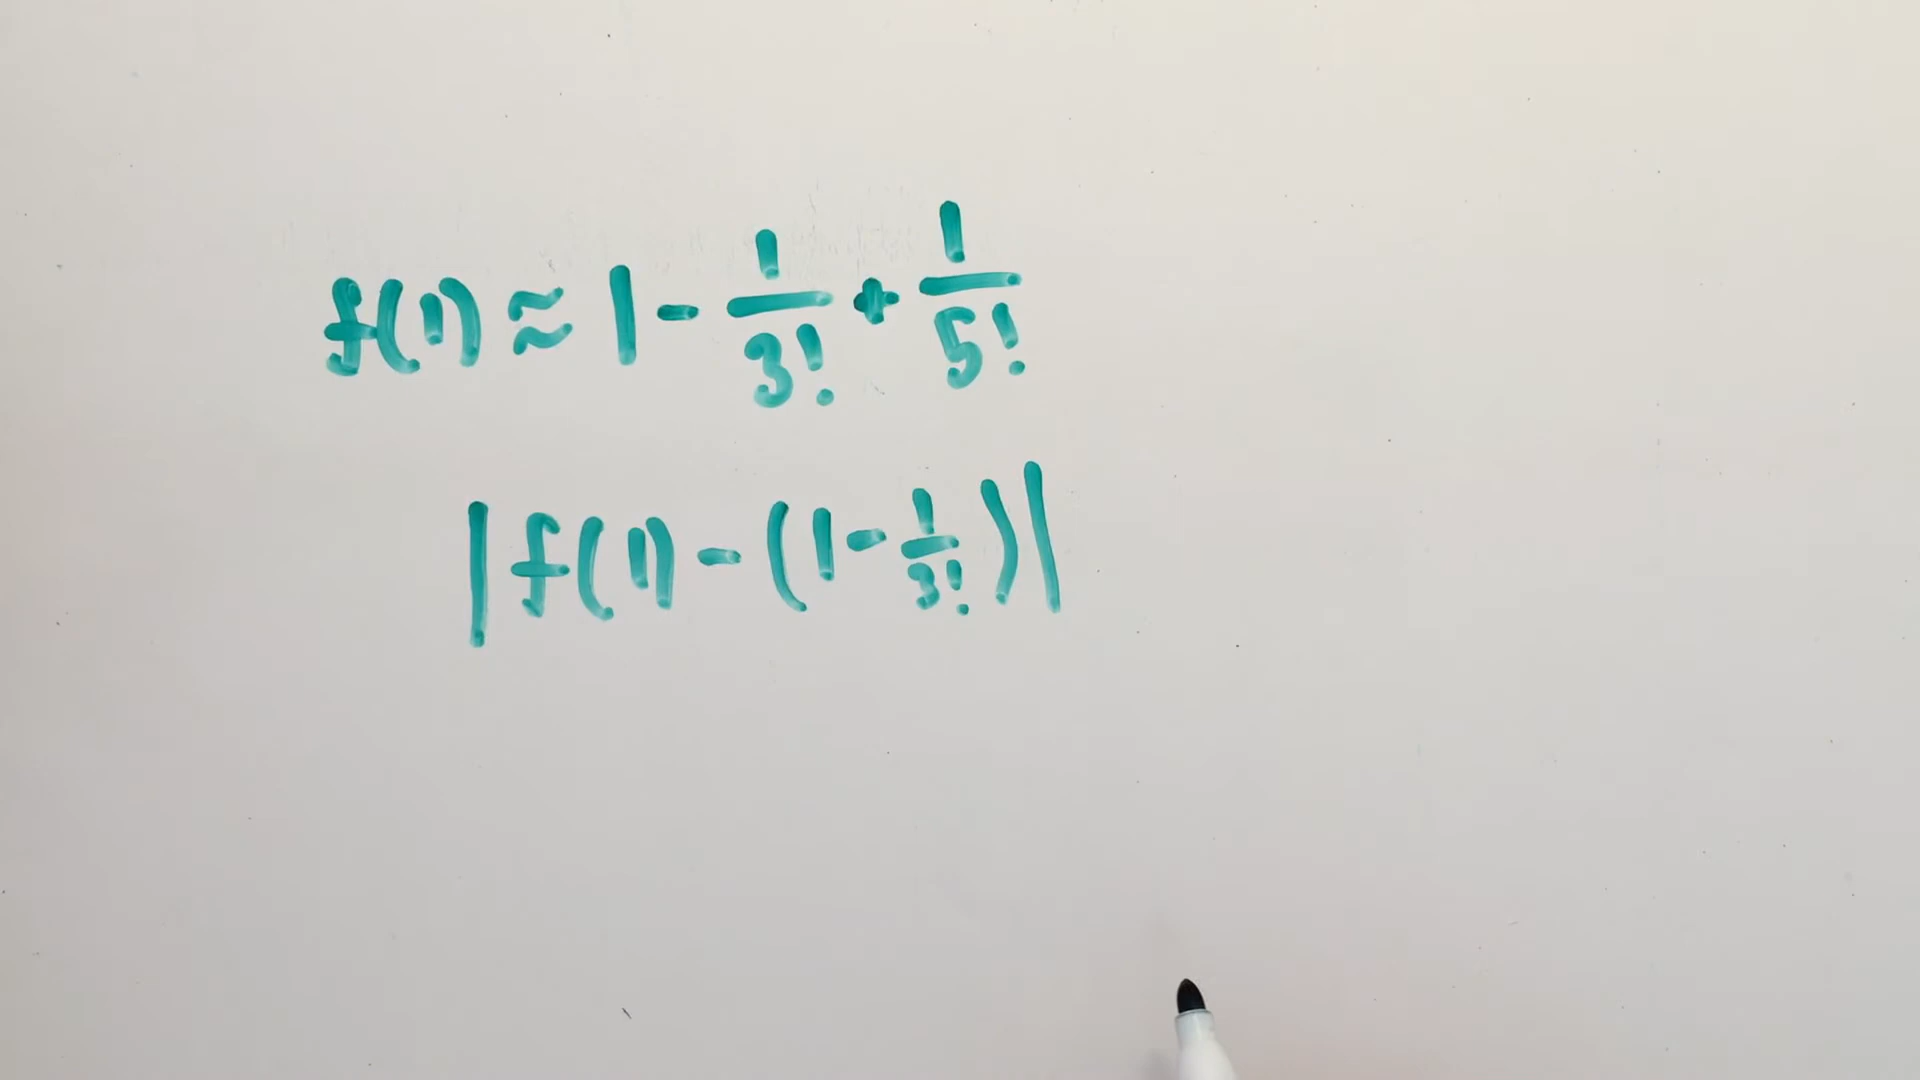 f(1) ≈ 1 - 1/3! + 1/5!
|f(1) - (1 - 1/3!)|